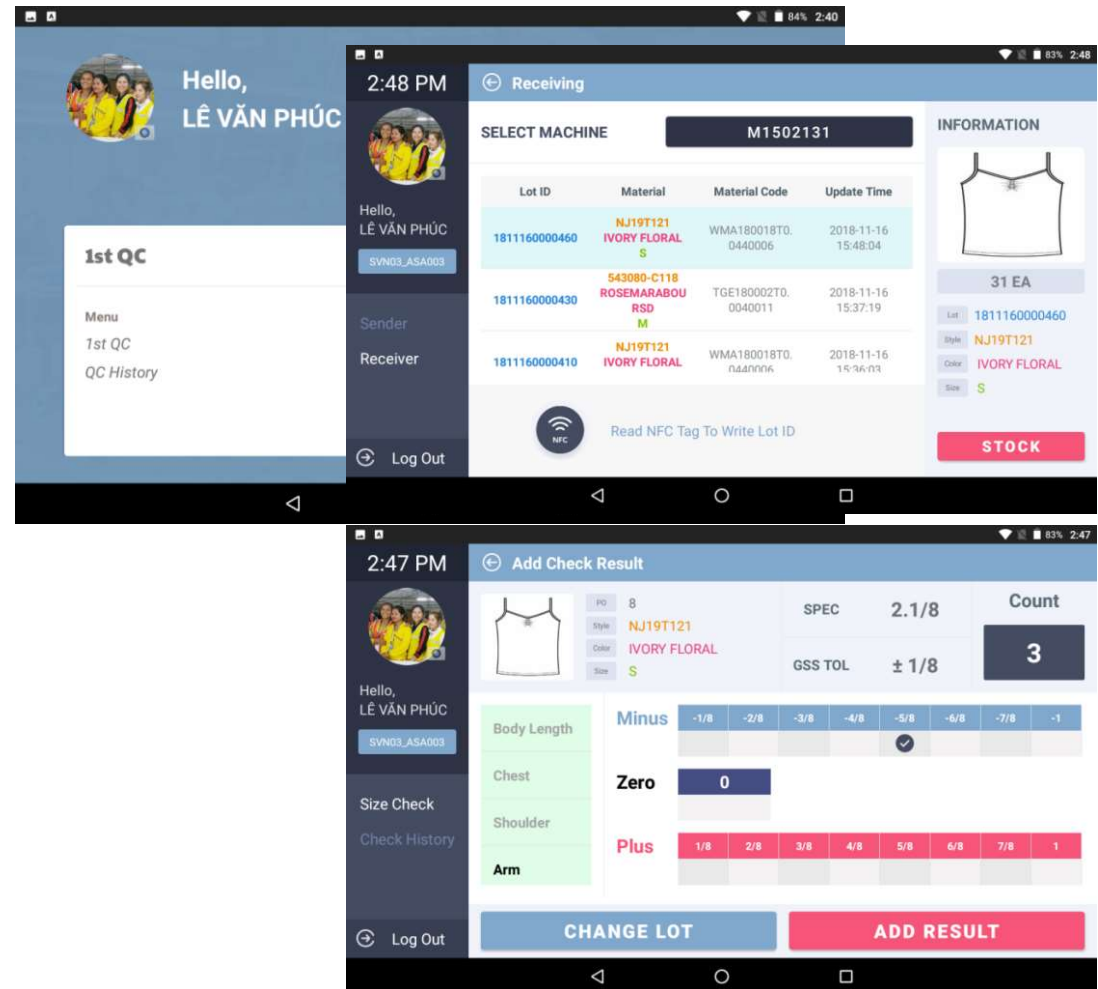 84% 2:40
Hello,
LÊ VĂN PHÚC
1st QC
Menu
1st QC
QC History
83% 2:48
2:48 PM
Receiving
Hello,
LÊ VĂN PHÚC
SVN03_ASA003
Sender
Receiver
Log Out
SELECT MACHINE M1502131
Lot ID Material Material Code Update Time
1811160000460 NJ19T121 IVORY FLORAL S WMA180018T0.0440006 2018-11-16 15:48:04
1811160000430 543080-C118 ROSEMARABOU RSD M TGE180002T0.0040011 2018-11-16 15:37:19
1811160000410 NJ19T121 IVORY FLORAL WMA180018T0.0440006 2018-11-16 15:36:03
NFC
Read NFC Tag To Write Lot ID
INFORMATION
31 EA
Lot 1811160000460
Style NJ19T121
Color IVORY FLORAL
Size S
STOCK
83% 2:47
2:47 PM
Add Check Result
Hello,
LÊ VĂN PHÚC
SVN03_ASA003
Size Check
Check History
Log Out
PO 8
Style NJ19T121
Color IVORY FLORAL
Size S
SPEC 2.1/8
GSS TOL ± 1/8
Count
3
Body Length
Chest
Shoulder
Arm
Minus -1/8 -2/8 -3/8 -4/8 -5/8 -6/8 -7/8 -1
Zero 0
Plus 1/8 2/8 3/8 4/8 5/8 6/8 7/8 1
CHANGE LOT
ADD RESULT